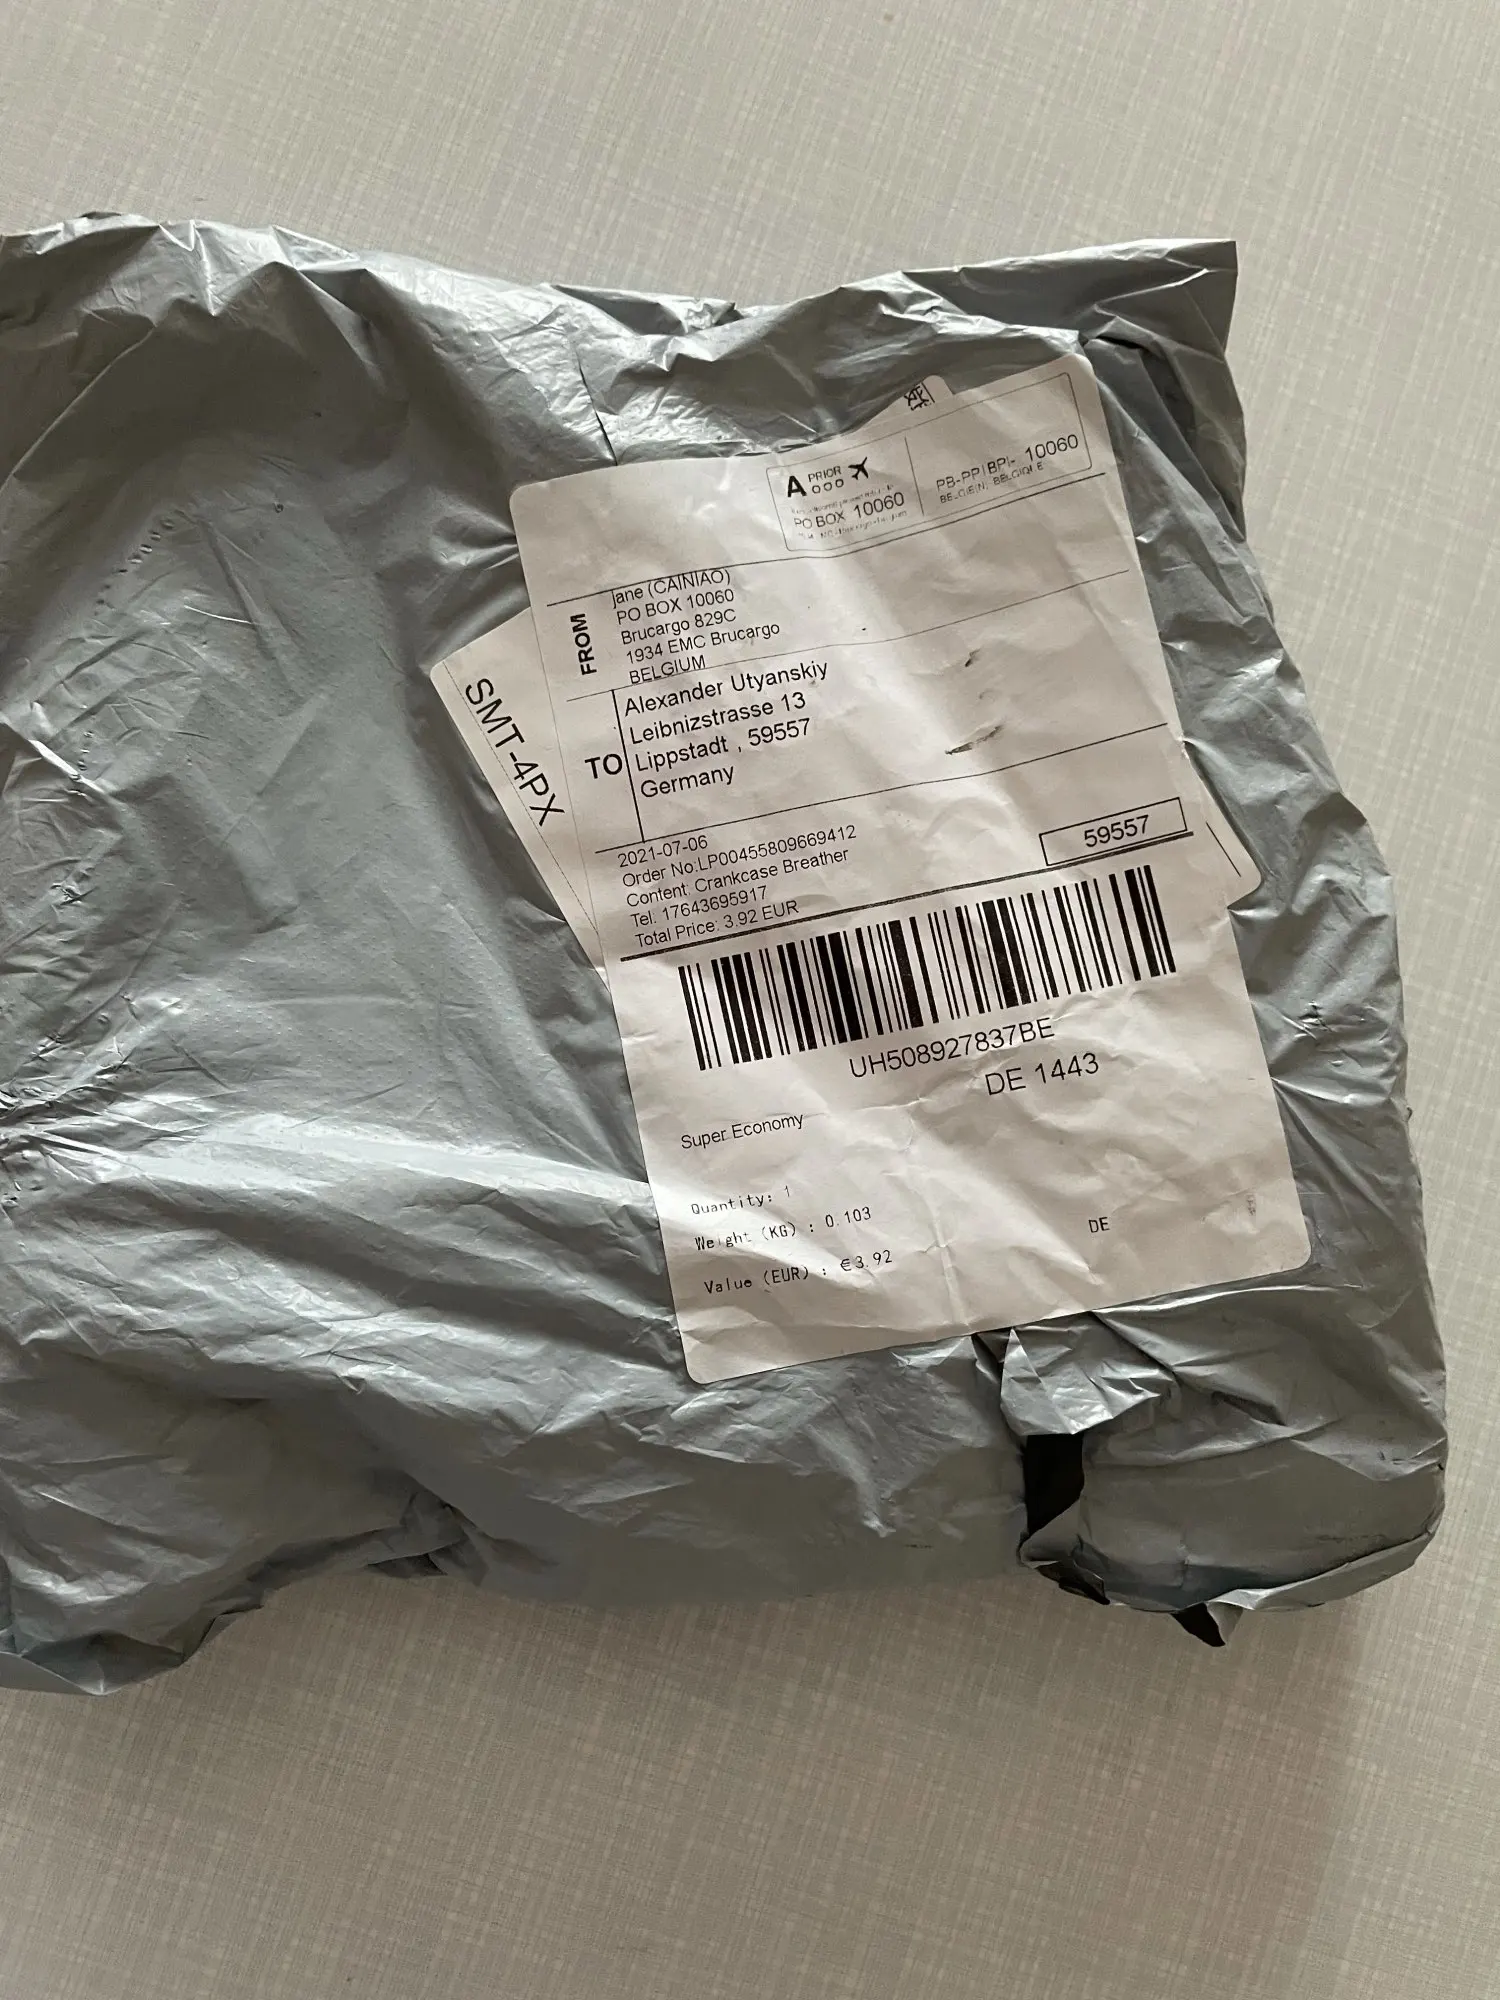 A PRIOR
PO BOX 10060
PB-PP|BPI- 10060
BELGIE(N) BELGIQUE
FROM
Jane (CAINIAO)
PO BOX 10060
Brucargo 829C
1934 EMC Brucargo
BELGIUM
TO
Alexander Utyanskiy
Leibnizstrasse 13
Lippstadt , 59557
Germany
SMT-4PX
2021-07-06
Order No:LP00455809669412
Content: Crankcase Breather
Tel: 17643695917
Total Price: 3.92 EUR
59557
UH508927837BE
DE 1443
Super Economy
Quantity: 1
Weight (KG) : 0.103
Value (EUR) : €3.92
DE